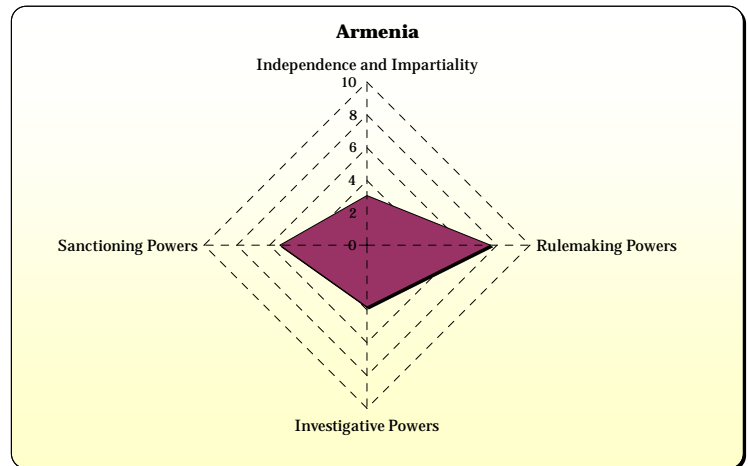 Armenia
Independence and Impartiality
10
8
6
4
2
0
Sanctioning Powers
Rulemaking Powers
Investigative Powers